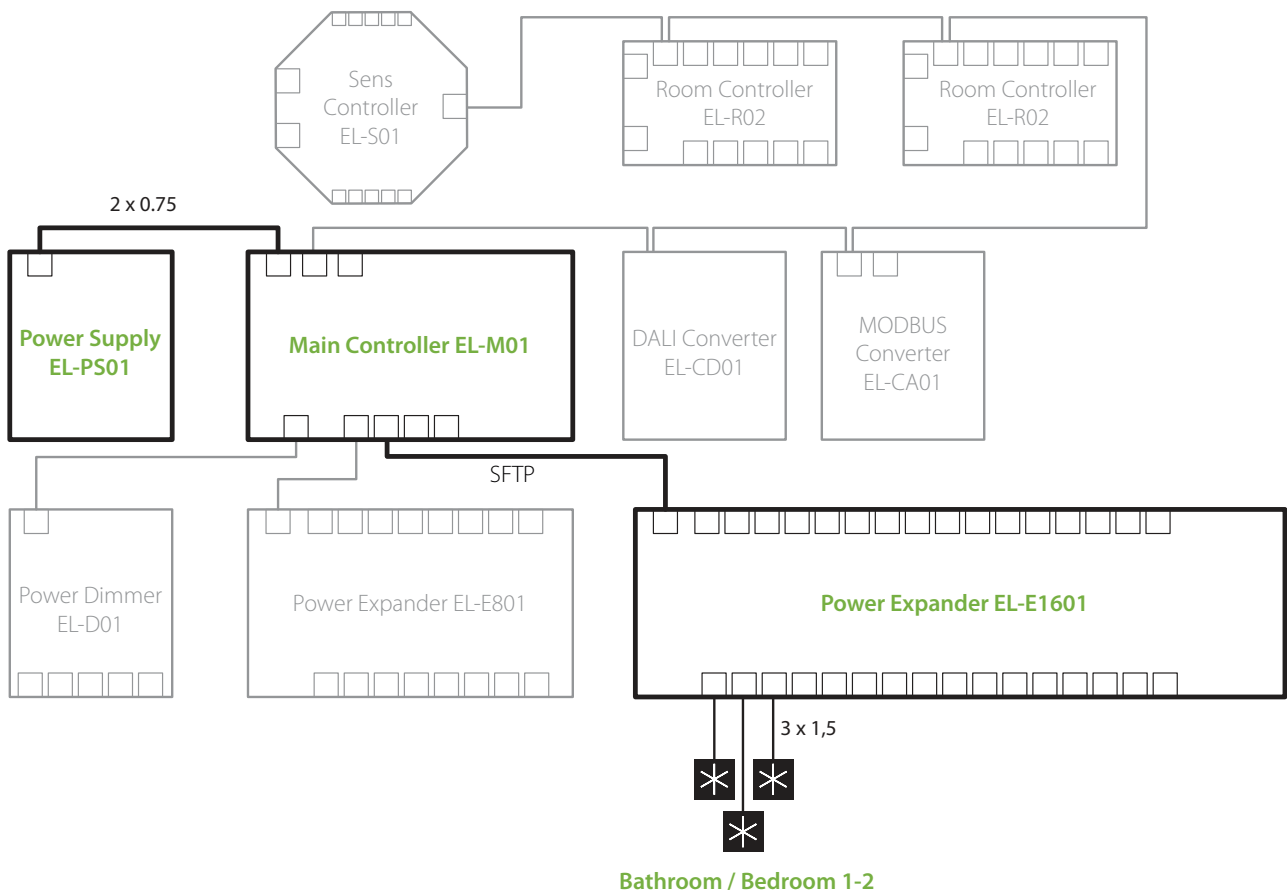 Sens
Controller
EL-S01
Room Controller
EL-R02
Room Controller
EL-R02
2 x 0.75
Power Supply
EL-PS01
Main Controller EL-M01
DALI Converter
EL-CD01
MODBUS
Converter
EL-CA01
SFTP
Power Dimmer
EL-D01
Power Expander EL-E801
Power Expander EL-E1601
3 x 1,5
Bathroom / Bedroom 1-2